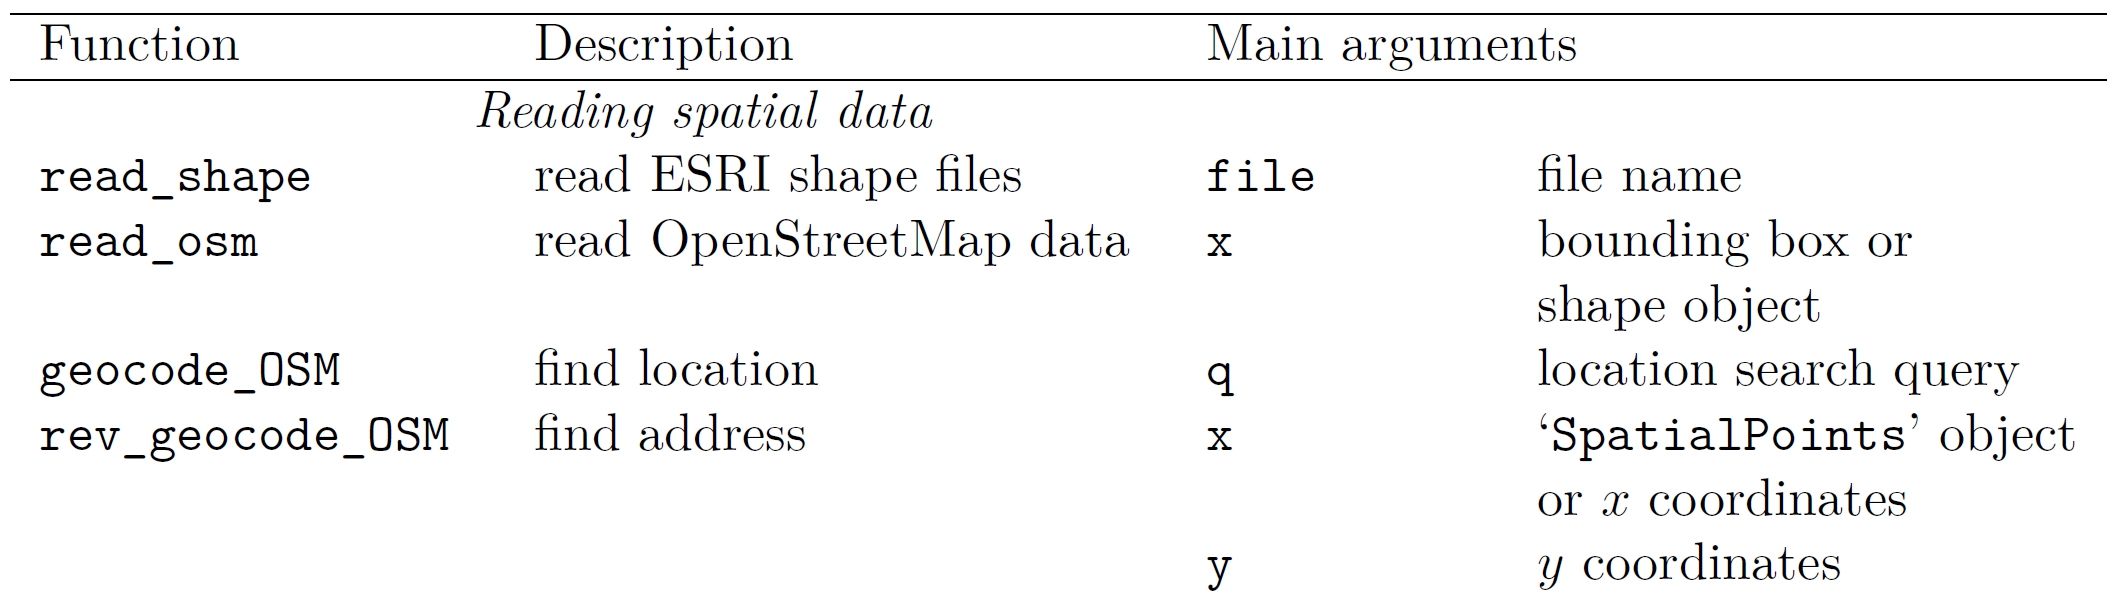 Function Description Main arguments
Reading spatial data
read_shape read ESRI shape files file file name
read_osm read OpenStreetMap data x bounding box or
shape object
geocode_OSM find location q location search query
rev_geocode_OSM find address x ‘SpatialPoints’ object
or x coordinates
y y coordinates